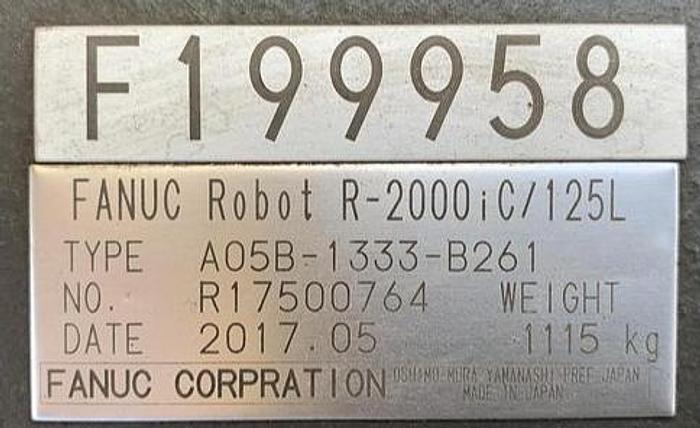 F199958
FANUC Robot R-2000iC/125L
TYPE A05B-1333-B261
NO. R17500764 WEIGHT
DATE 2017.05 1115 kg
FANUC CORPRATION OSHINO-MURA YAMANASHI PREF JAPAN
MADE IN JAPAN